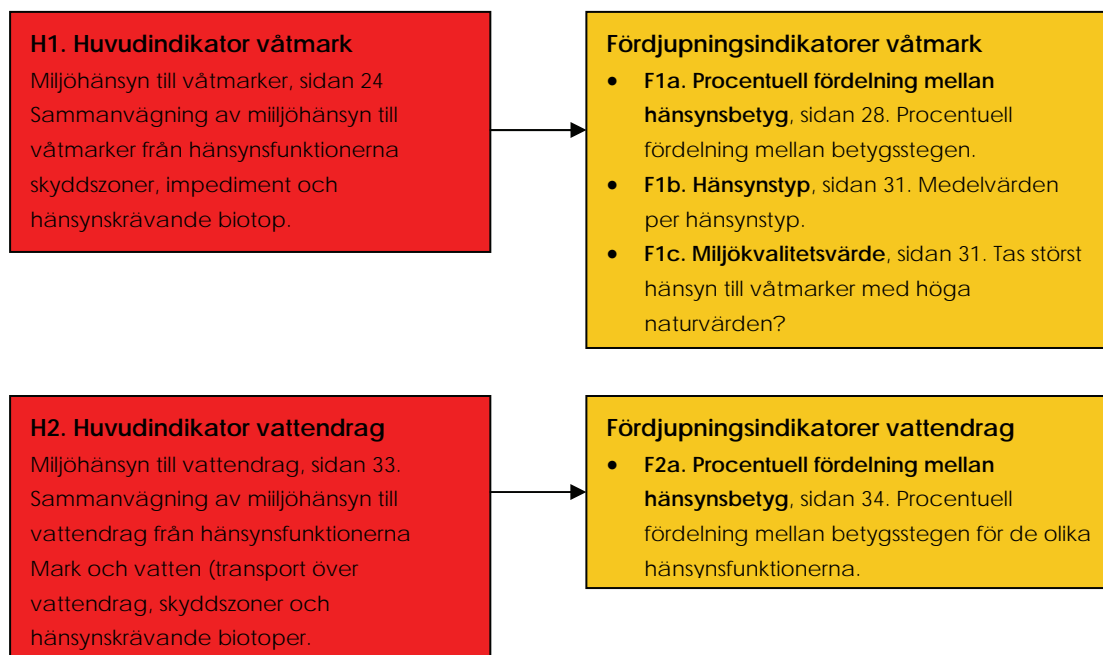 H1. Huvudindikator våtmark
Miljöhänsyn till våtmarker, sidan 24
Sammanvägning av miiljöhänsyn till
våtmarker från hänsynsfunktionerna
skyddszoner, impediment och
hänsynskrävande biotop.
Fördjupningsindikatorer våtmark
• F1a. Procentuell fördelning mellan
hänsynsbetyg, sidan 28. Procentuell
fördelning mellan betygsstegen.
• F1b. Hänsynstyp, sidan 31. Medelvärden
per hänsynstyp.
• F1c. Miljökvalitetsvärde, sidan 31. Tas störst
hänsyn till våtmarker med höga
naturvärden?
H2. Huvudindikator vattendrag
Miljöhänsyn till vattendrag, sidan 33.
Sammanvägning av miiljöhänsyn till
vattendrag från hänsynsfunktionerna
Mark och vatten (transport över
vattendrag, skyddszoner och
hänsynskrävande biotoper.
Fördjupningsindikatorer vattendrag
• F2a. Procentuell fördelning mellan
hänsynsbetyg, sidan 34. Procentuell
fördelning mellan betygsstegen för de olika
hänsynsfunktionerna.